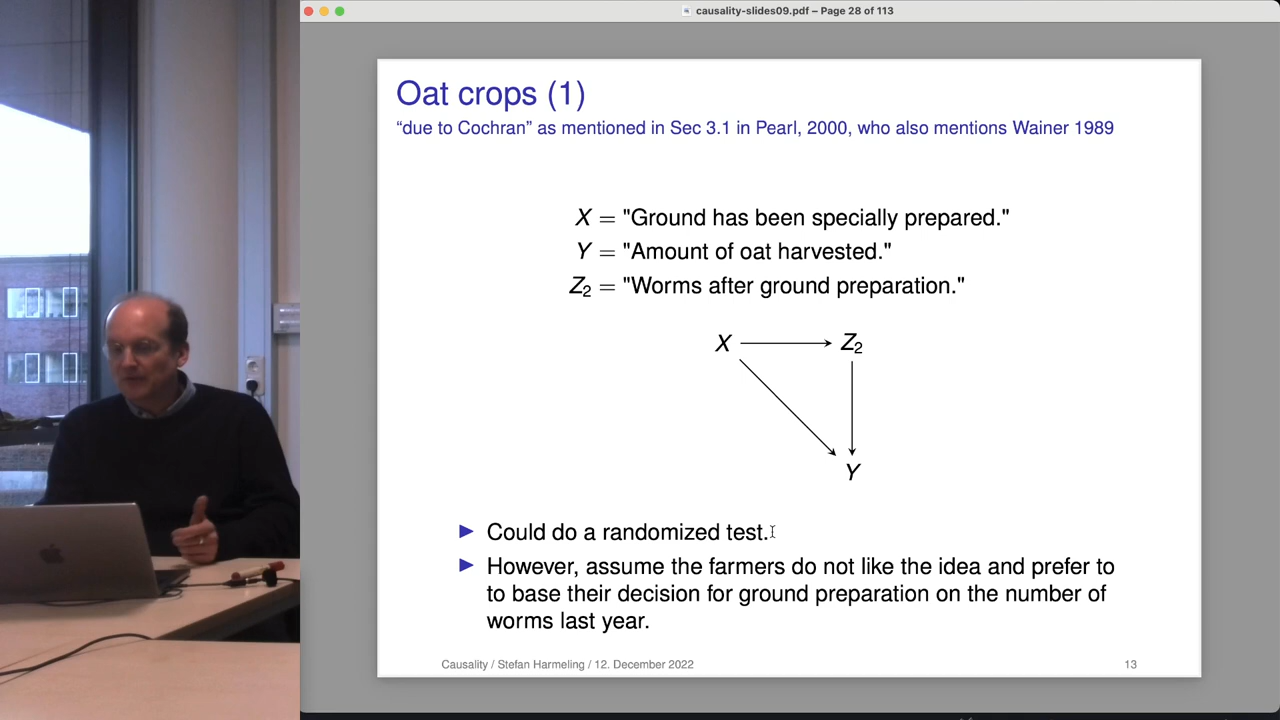 causality-slides09.pdf – Page 28 of 113
Oat crops (1)
“due to Cochran” as mentioned in Sec 3.1 in Pearl, 2000, who also mentions Wainer 1989
X = "Ground has been specially prepared."
Y = "Amount of oat harvested."
Z₂ = "Worms after ground preparation."
X
Z₂
Y
▶ Could do a randomized test.
▶ However, assume the farmers do not like the idea and prefer to
to base their decision for ground preparation on the number of
worms last year.
Causality / Stefan Harmeling / 12. December 2022
13